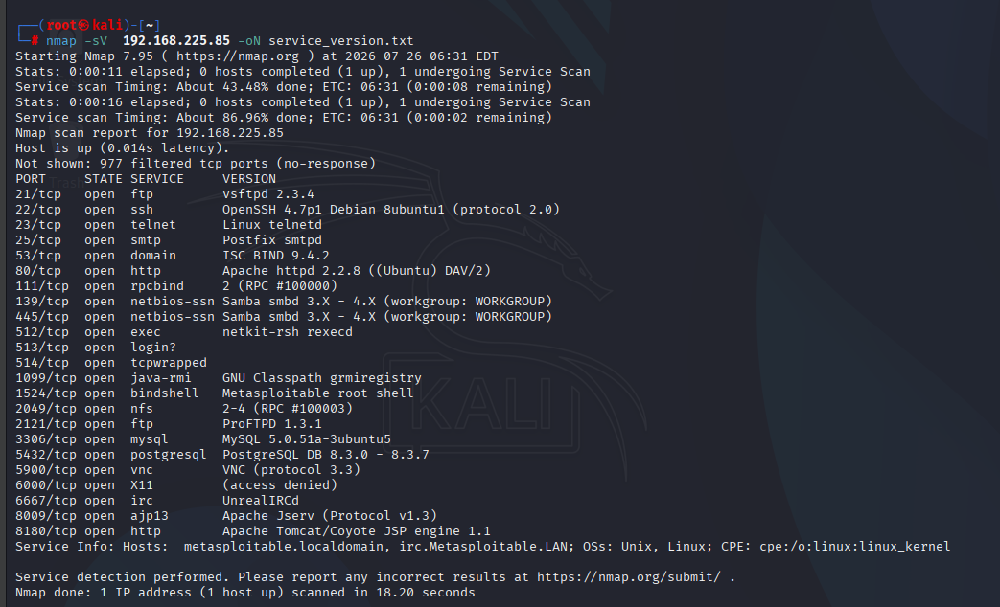 ┌──(root㉿kali)-[~]
└─# nmap -sV  192.168.225.85 -oN service_version.txt
Starting Nmap 7.95 ( https://nmap.org ) at 2026-07-26 06:31 EDT
Stats: 0:00:11 elapsed; 0 hosts completed (1 up), 1 undergoing Service Scan
Service scan Timing: About 43.48% done; ETC: 06:31 (0:00:08 remaining)
Stats: 0:00:16 elapsed; 0 hosts completed (1 up), 1 undergoing Service Scan
Service scan Timing: About 86.96% done; ETC: 06:31 (0:00:02 remaining)
Nmap scan report for 192.168.225.85
Host is up (0.014s latency).
Not shown: 977 filtered tcp ports (no-response)
PORT     STATE SERVICE     VERSION
21/tcp   open  ftp         vsftpd 2.3.4
22/tcp   open  ssh         OpenSSH 4.7p1 Debian 8ubuntu1 (protocol 2.0)
23/tcp   open  telnet      Linux telnetd
25/tcp   open  smtp        Postfix smtpd
53/tcp   open  domain      ISC BIND 9.4.2
80/tcp   open  http        Apache httpd 2.2.8 ((Ubuntu) DAV/2)
111/tcp  open  rpcbind     2 (RPC #100000)
139/tcp  open  netbios-ssn Samba smbd 3.X - 4.X (workgroup: WORKGROUP)
445/tcp  open  netbios-ssn Samba smbd 3.X - 4.X (workgroup: WORKGROUP)
512/tcp  open  exec        netkit-rsh rexecd
513/tcp  open  login?
514/tcp  open  tcpwrapped
1099/tcp open  java-rmi    GNU Classpath grmiregistry
1524/tcp open  bindshell   Metasploitable root shell
2049/tcp open  nfs         2-4 (RPC #100003)
2121/tcp open  ftp         ProFTPD 1.3.1
3306/tcp open  mysql       MySQL 5.0.51a-3ubuntu5
5432/tcp open  postgresql  PostgreSQL DB 8.3.0 - 8.3.7
5900/tcp open  vnc         VNC (protocol 3.3)
6000/tcp open  X11         (access denied)
6667/tcp open  irc         UnrealIRCd
8009/tcp open  ajp13       Apache Jserv (Protocol v1.3)
8180/tcp open  http        Apache Tomcat/Coyote JSP engine 1.1
Service Info: Hosts:  metasploitable.localdomain, irc.Metasploitable.LAN; OSs: Unix, Linux; CPE: cpe:/o:linux:linux_kernel
Service detection performed. Please report any incorrect results at https://nmap.org/submit/ .
Nmap done: 1 IP address (1 host up) scanned in 18.20 seconds
Trash
KALI